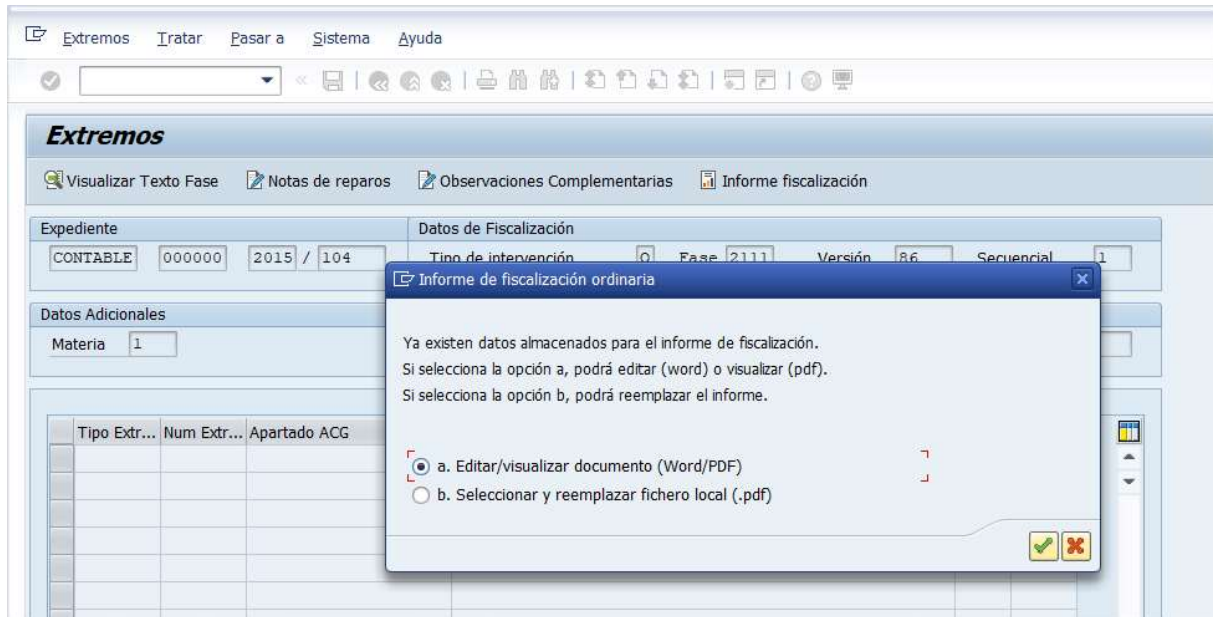 Extremos Tratar Pasar a Sistema Ayuda
Extremos
Visualizar Texto Fase Notas de reparos Observaciones Complementarias Informe fiscalización
Expediente Datos de Fiscalización
CONTABLE 000000 2015 / 104 Tipo de intervención O Fase 2111 Versión 86 Secuencial 1
Informe de fiscalización ordinaria
Datos Adicionales
Materia 1
Ya existen datos almacenados para el informe de fiscalización.
Si selecciona la opción a, podrá editar (word) o visualizar (pdf).
Si selecciona la opción b, podrá reemplazar el informe.
Tipo Extr... Num Extr... Apartado ACG
a. Editar/visualizar documento (Word/PDF)
b. Seleccionar y reemplazar fichero local (.pdf)